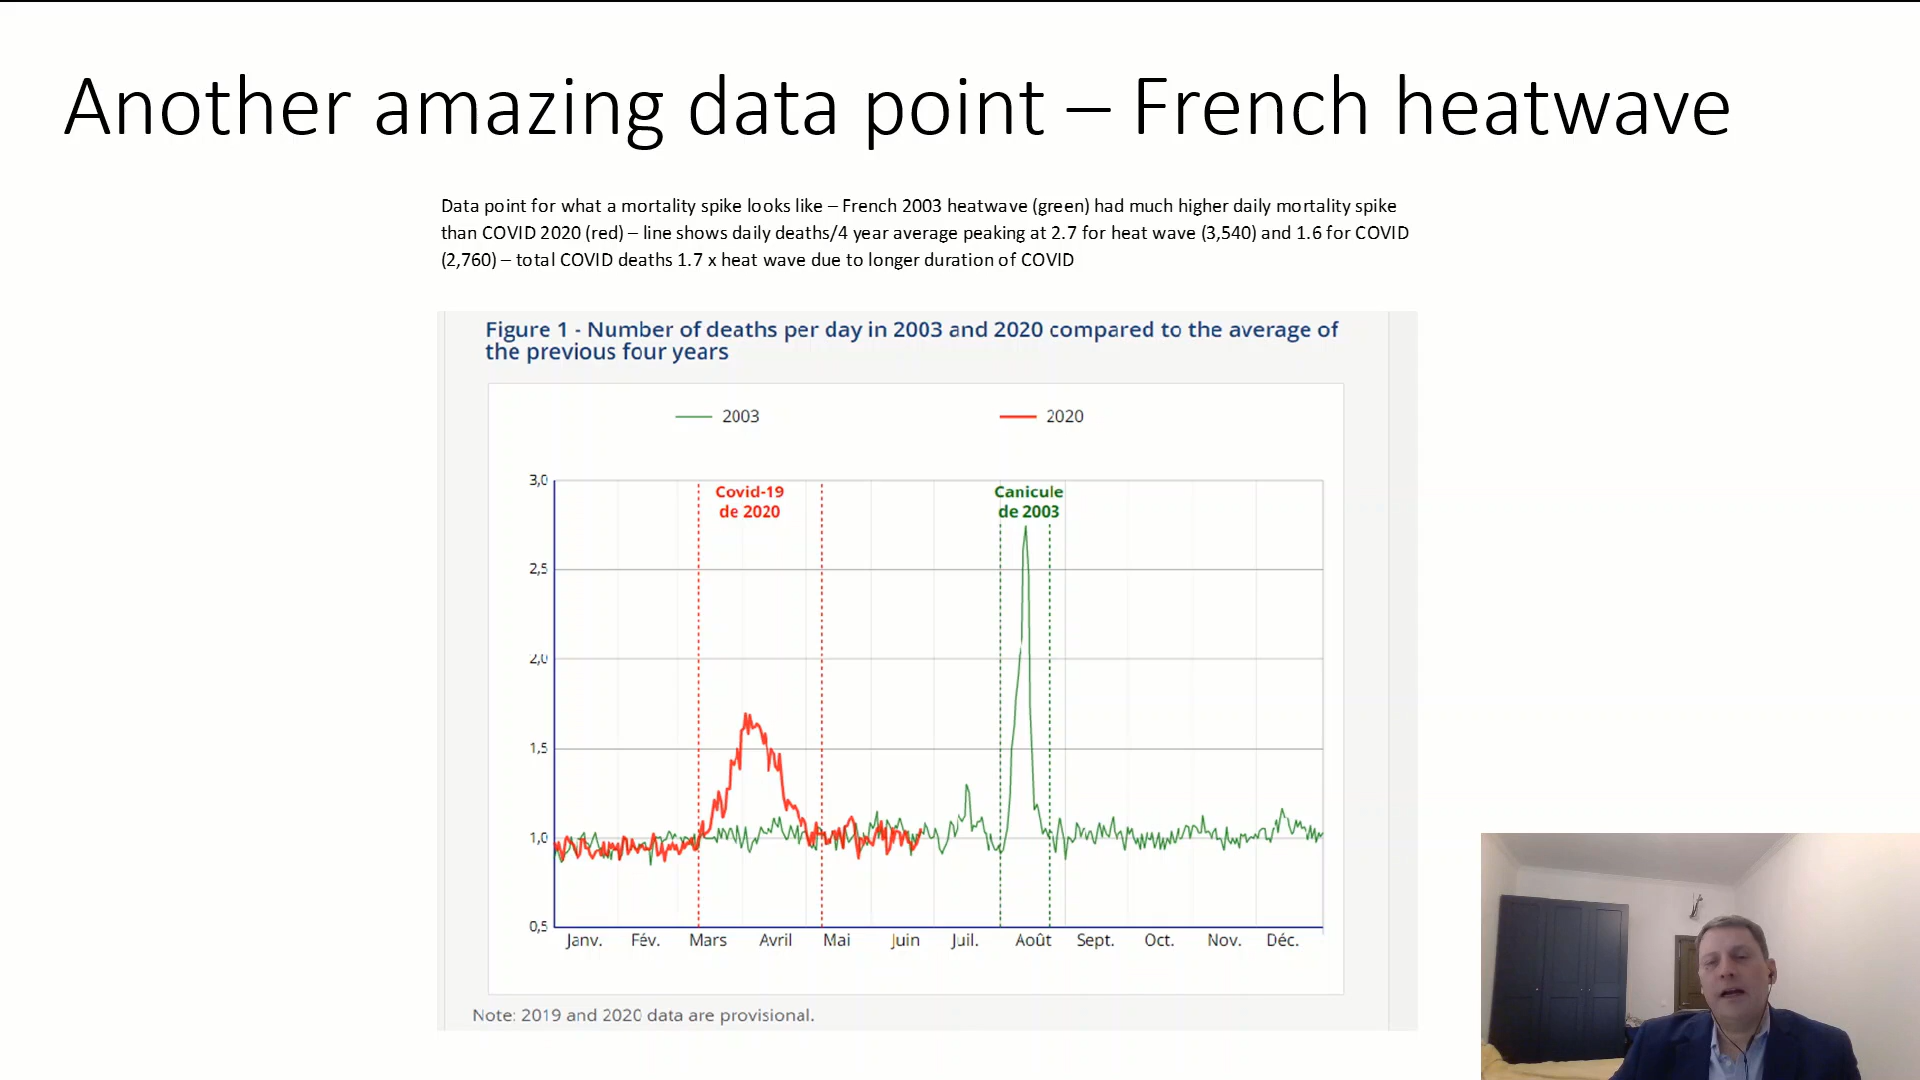 Another amazing data point – French heatwave
Data point for what a mortality spike looks like – French 2003 heatwave (green) had much higher daily mortality spike
than COVID 2020 (red) – line shows daily deaths/4 year average peaking at 2.7 for heat wave (3,540) and 1.6 for COVID
(2,760) – total COVID deaths 1.7 x heat wave due to longer duration of COVID
Figure 1 - Number of deaths per day in 2003 and 2020 compared to the average of
the previous four years
2003
2020
3,0
Covid-19
de 2020
Canicule
de 2003
2,5
2,0
1,5
1,0
0,5
Janv. Fév. Mars Avril Mai Juin Juil. Août Sept. Oct. Nov. Déc.
Note: 2019 and 2020 data are provisional.